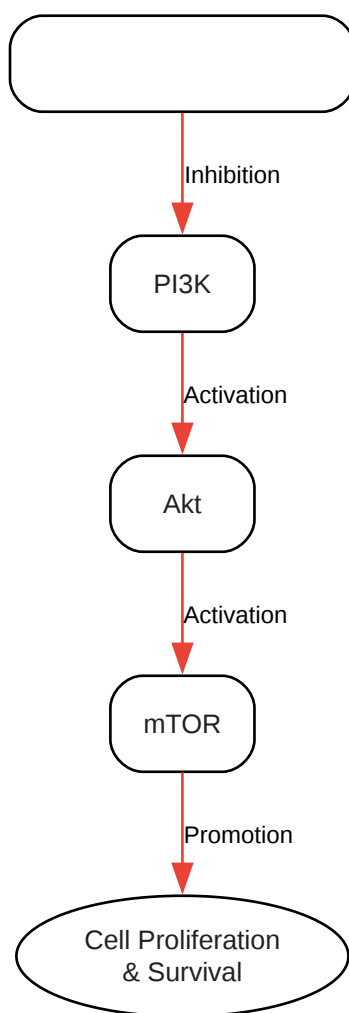 Inhibition
PI3K
Activation
Akt
Activation
mTOR
Promotion
Cell Proliferation
& Survival